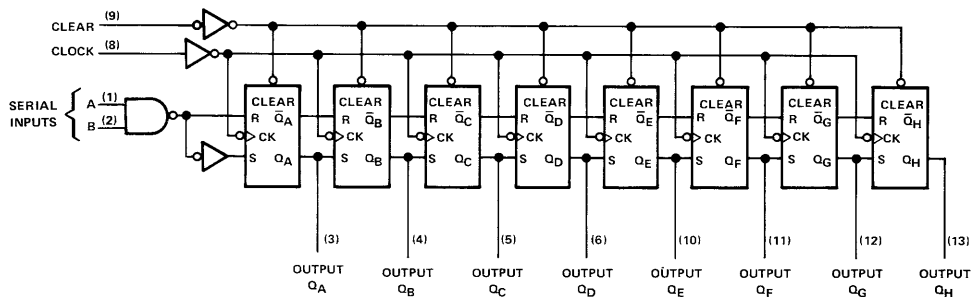 CLEAR (9)
CLOCK (8)
SERIAL INPUTS
A (1)
B (2)
CLEAR CLEAR CLEAR CLEAR CLEAR CLEAR CLEAR CLEAR
R Q̄A R Q̄B R Q̄C R Q̄D R Q̄E R Q̄F R Q̄G R Q̄H
CK CK CK CK CK CK CK CK
S QA S QB S QC S QD S QE S QF S QG S QH
(3) (4) (5) (6) (10) (11) (12) (13)
OUTPUT OUTPUT OUTPUT OUTPUT OUTPUT OUTPUT OUTPUT OUTPUT
QA QB QC QD QE QF QG QH